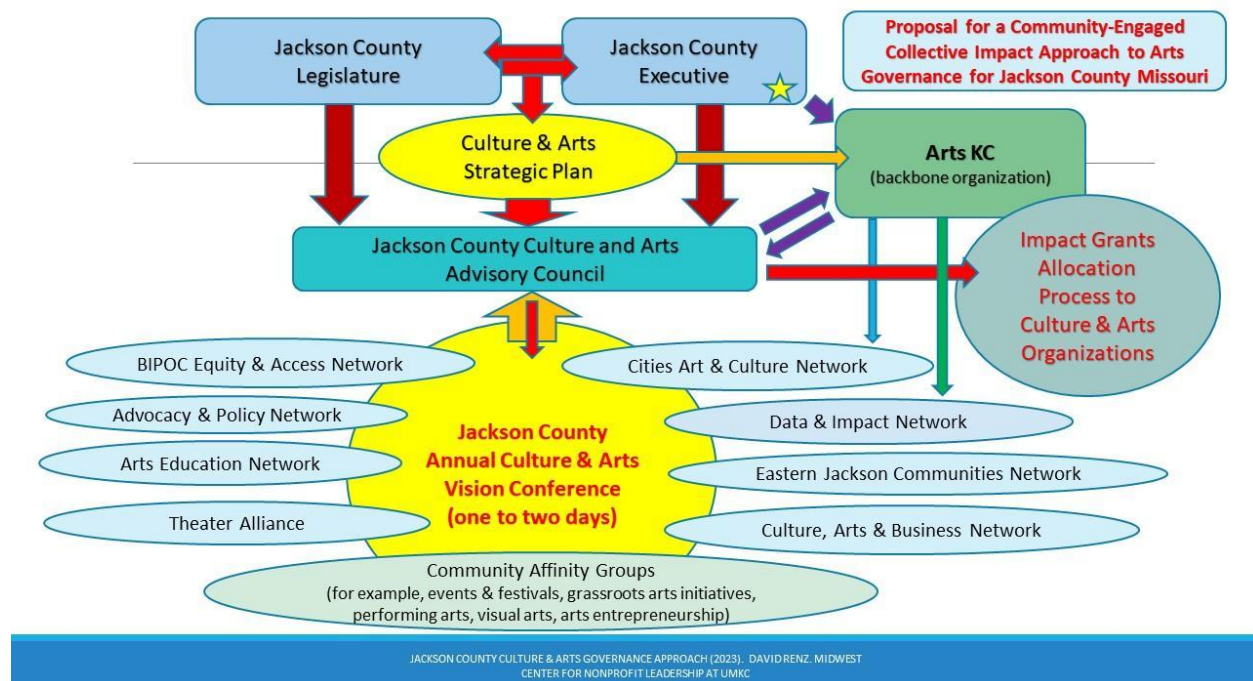 Jackson County
Legislature
Jackson County
Executive
Proposal for a Community-Engaged
Collective Impact Approach to Arts
Governance for Jackson County Missouri
Culture & Arts
Strategic Plan
Arts KC
(backbone organization)
Jackson County Culture and Arts
Advisory Council
Impact Grants
Allocation
Process to
Culture & Arts
Organizations
BIPOC Equity & Access Network
Advocacy & Policy Network
Arts Education Network
Theater Alliance
Jackson County
Annual Culture & Arts
Vision Conference
(one to two days)
Cities Art & Culture Network
Data & Impact Network
Eastern Jackson Communities Network
Culture, Arts & Business Network
Community Affinity Groups
(for example, events & festivals, grassroots arts initiatives,
performing arts, visual arts, arts entrepreneurship)
JACKSON COUNTY CULTURE & ARTS GOVERNANCE APPROACH (2023). DAVID RENZ. MIDWEST
CENTER FOR NONPROFIT LEADERSHIP AT UMKC